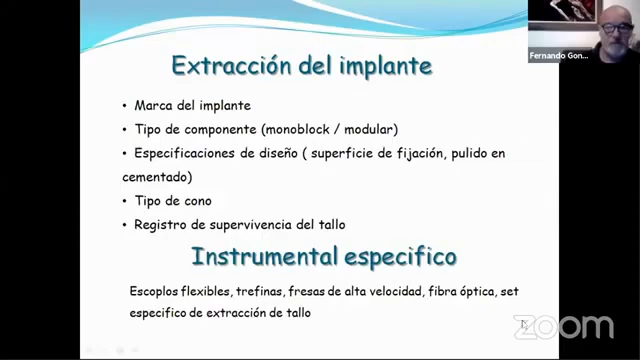 Extracción del implante
• Marca del implante
• Tipo de componente (monoblock / modular)
• Especificaciones de diseño ( superficie de fijación, pulido en
cementado)
• Tipo de cono
• Registro de supervivencia del tallo
Instrumental especifico
Escoplos flexibles, trefinas, fresas de alta velocidad, fibra óptica, set
especifico de extracción de tallo
Fernando Gon...
zoom